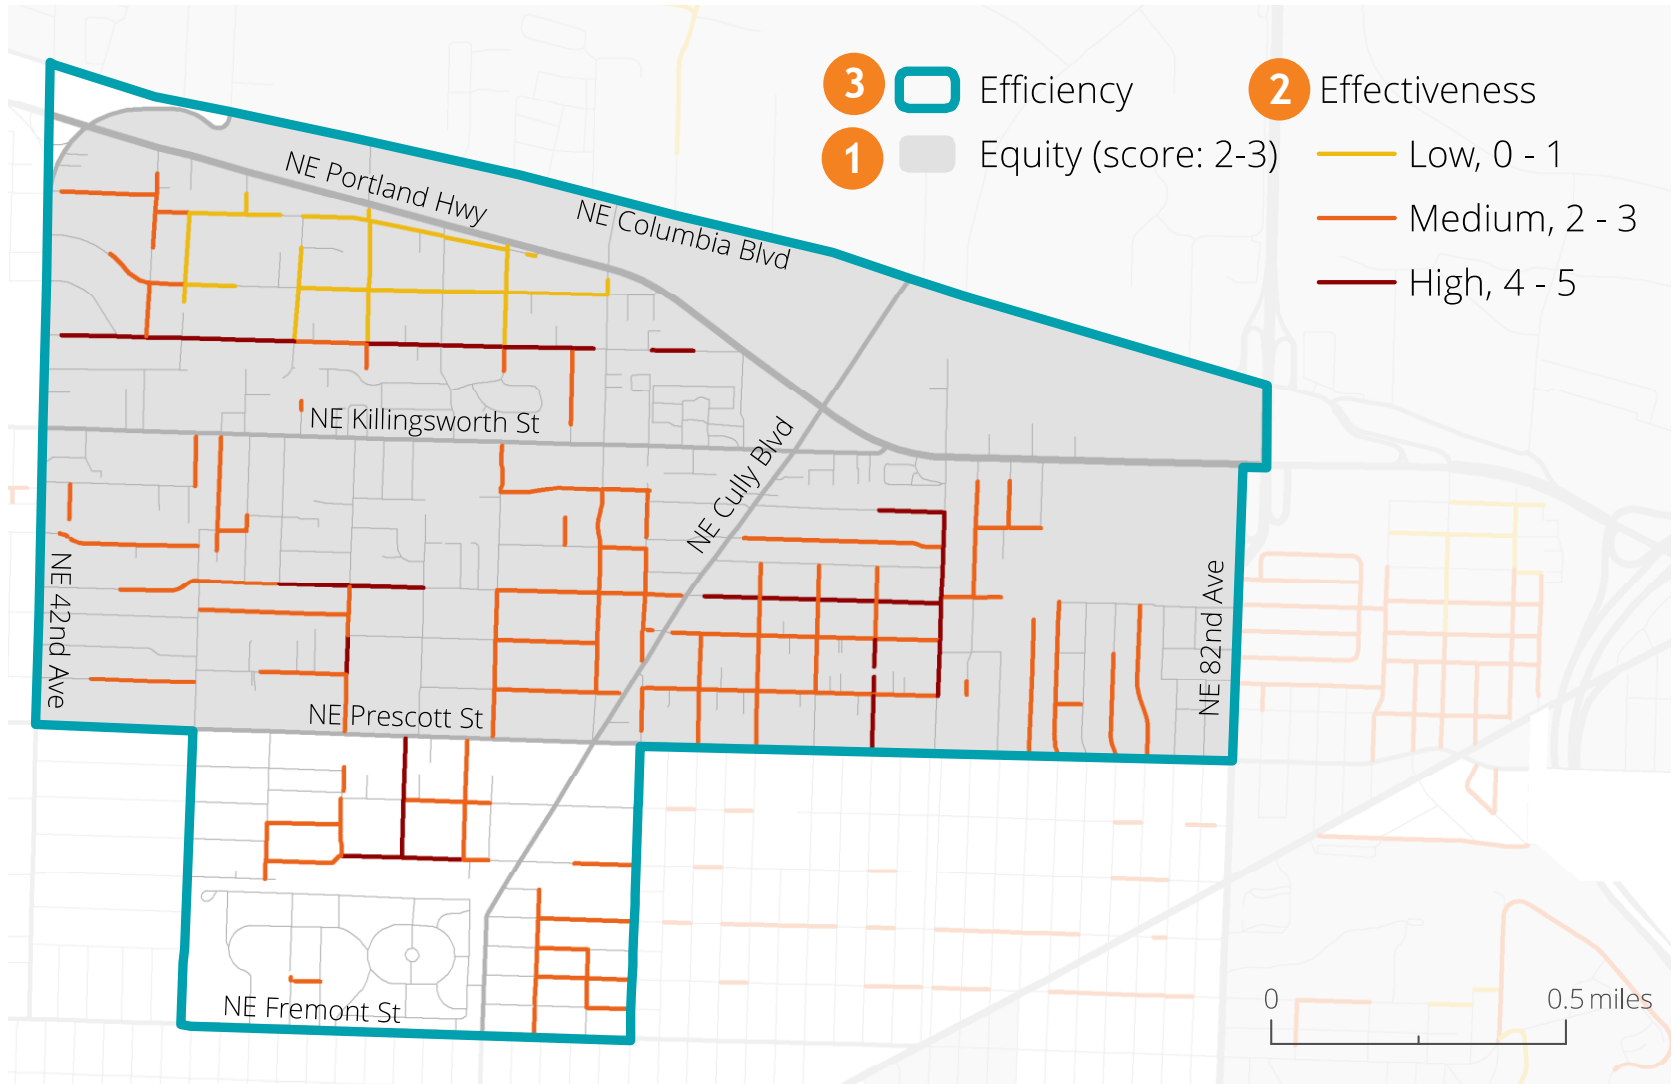 3 Efficiency
2 Effectiveness
1 Equity (score: 2-3)
Low, 0 - 1
Medium, 2 - 3
High, 4 - 5
NE Portland Hwy
NE Columbia Blvd
NE Killingsworth St
NE Cully Blvd
NE 42nd Ave
NE 82nd Ave
NE Prescott St
NE Fremont St
0 0.5 miles